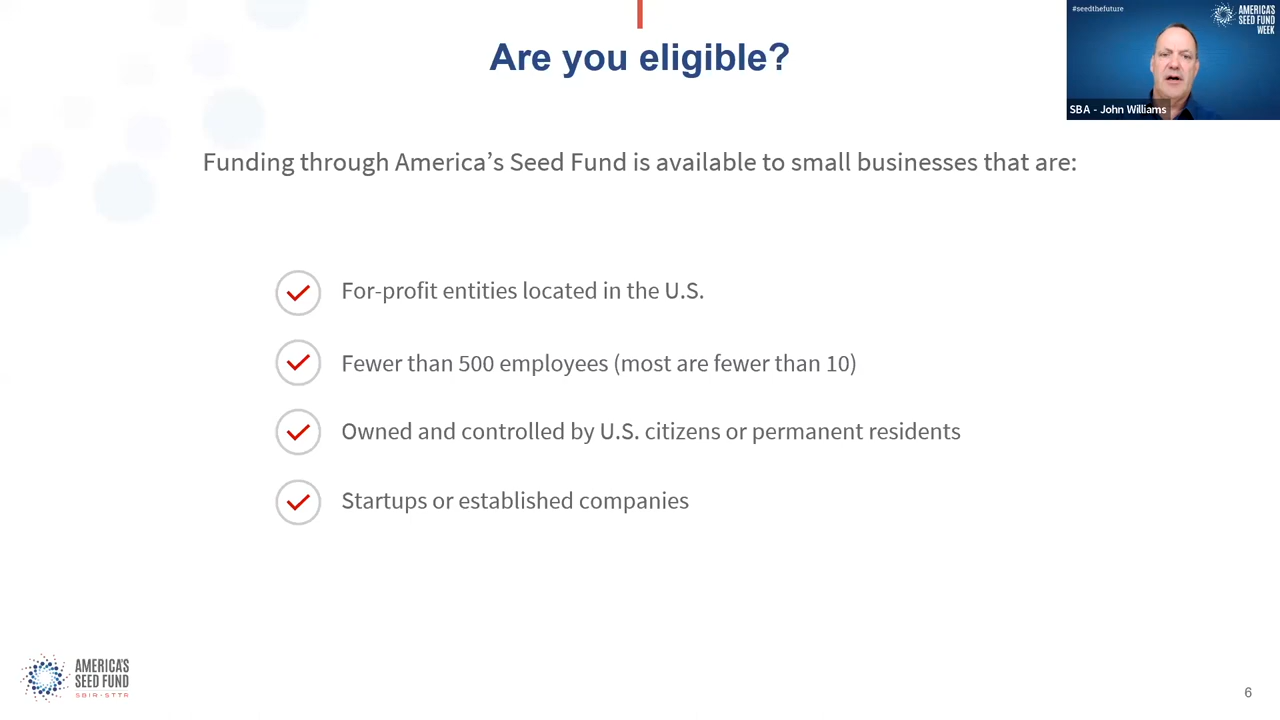 Are you eligible?
#seedthefuture
AMERICA'S
SEED FUND
WEEK
SBA - John Williams
Funding through America’s Seed Fund is available to small businesses that are:
For-profit entities located in the U.S.
Fewer than 500 employees (most are fewer than 10)
Owned and controlled by U.S. citizens or permanent residents
Startups or established companies
AMERICA'S
SEED FUND
SBIR·STTR
6